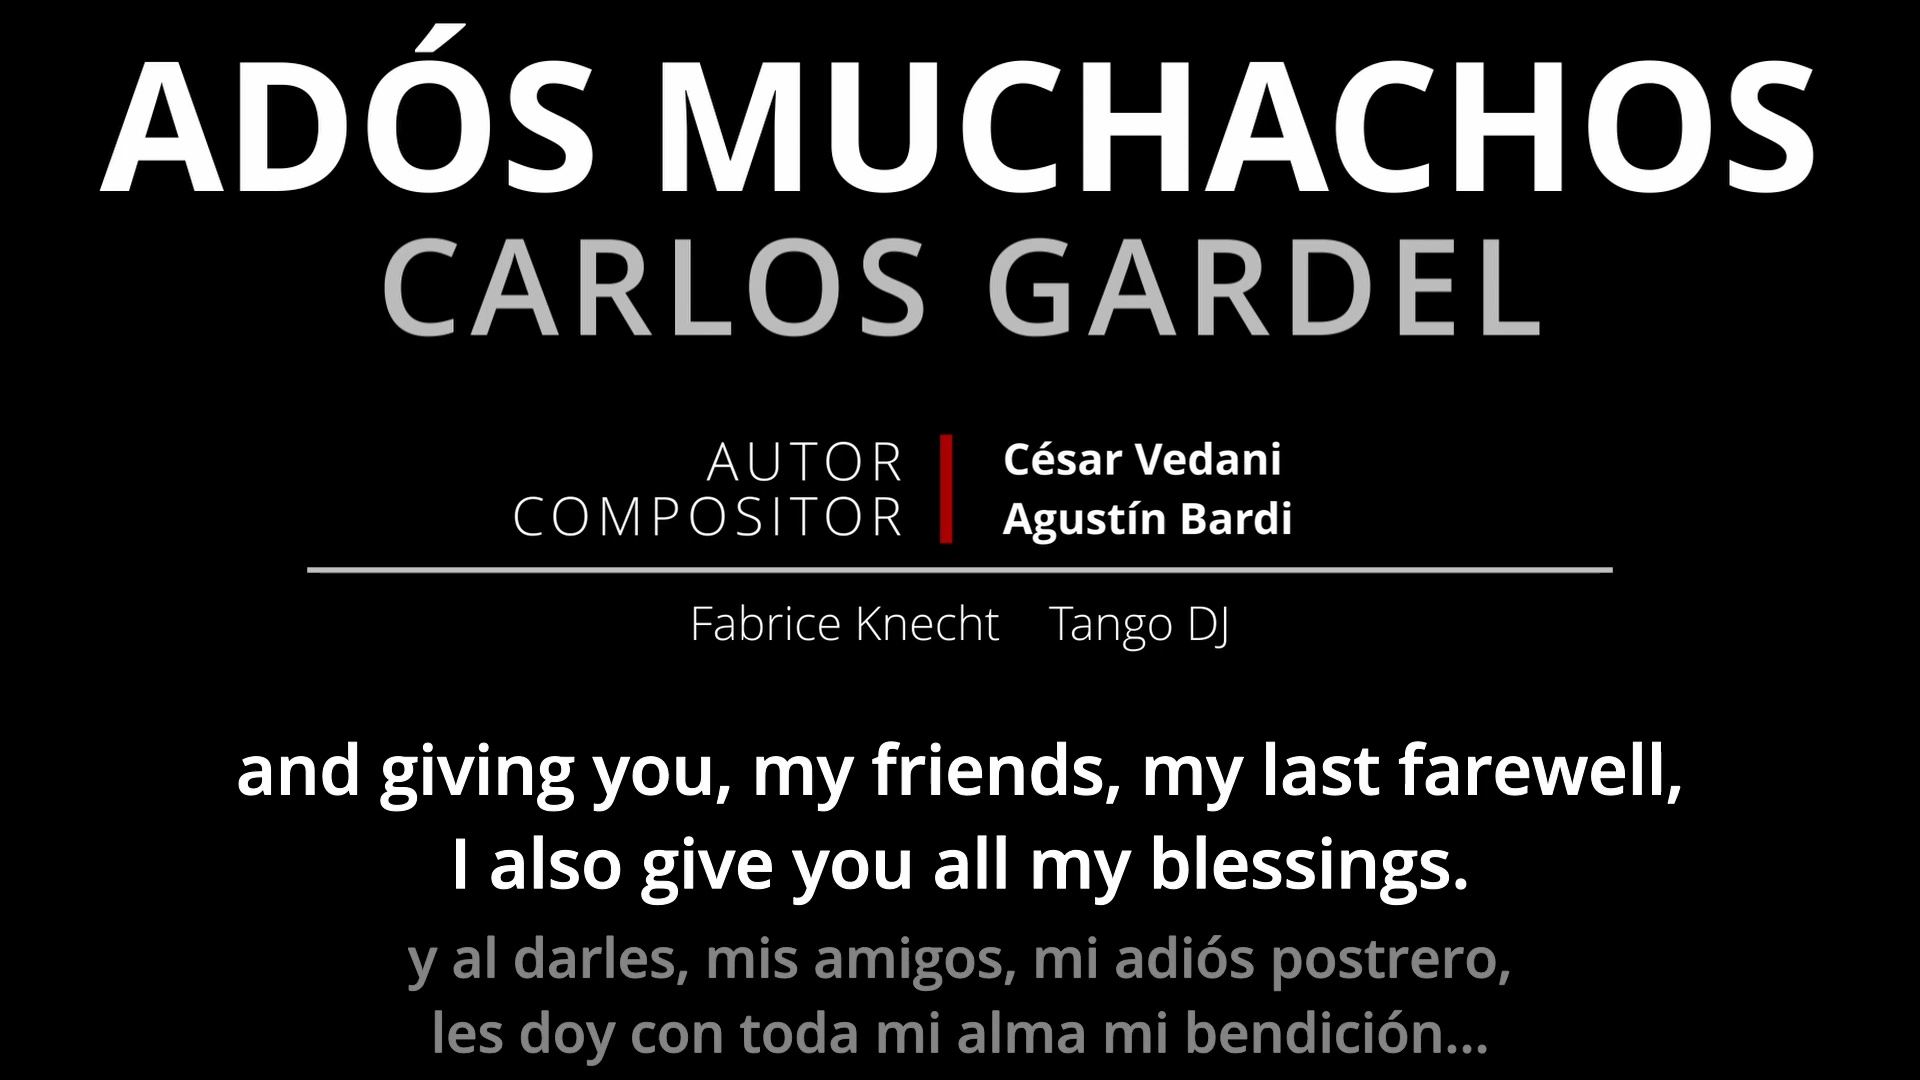 ADÓS MUCHACHOS
CARLOS GARDEL
AUTOR
César Vedani
COMPOSITOR
Agustín Bardi
Fabrice Knecht Tango DJ
and giving you, my friends, my last farewell,
I also give you all my blessings.
y al darles, mis amigos, mi adiós postrero,
les doy con toda mi alma mi bendición...